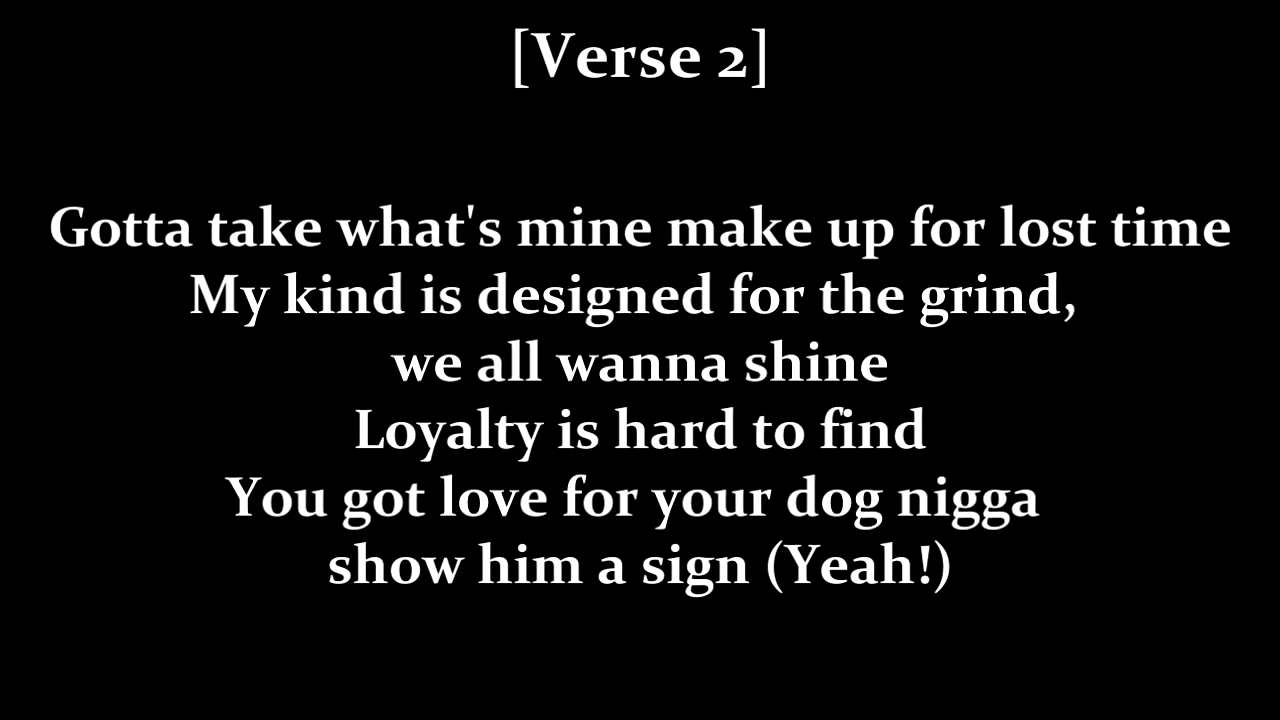 [Verse 2]
Gotta take what's mine make up for lost time
My kind is designed for the grind,
we all wanna shine
Loyalty is hard to find
You got love for your dog nigga
show him a sign (Yeah!)